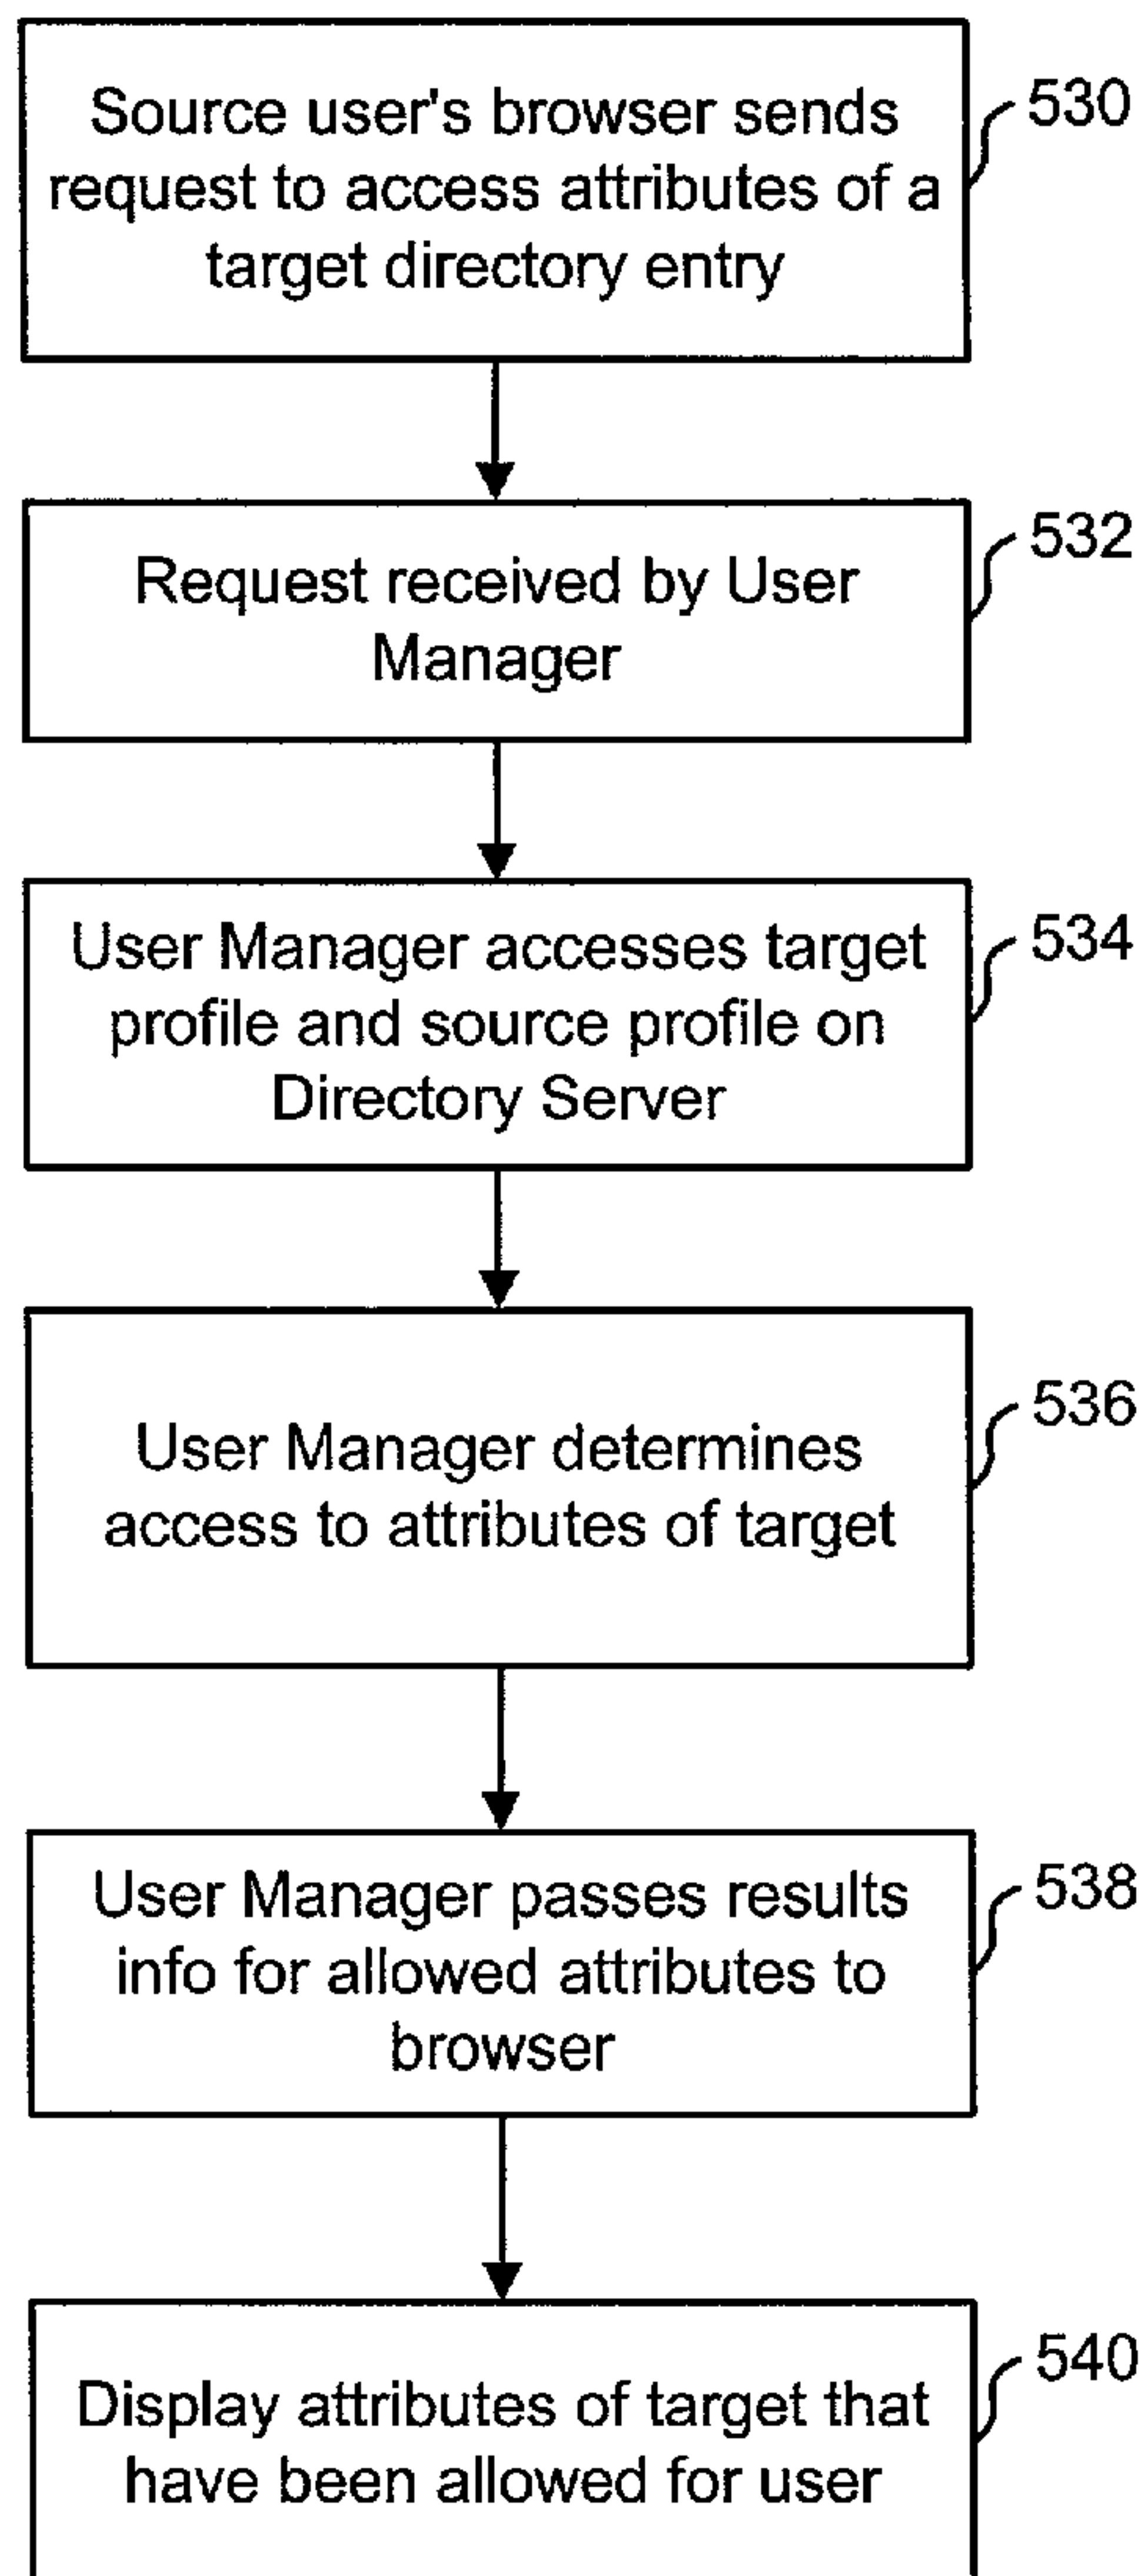 Source user's browser sends
request to access attributes of a
target directory entry
530
Request received by User
Manager
532
User Manager accesses target
profile and source profile on
Directory Server
534
User Manager determines
access to attributes of target
536
User Manager passes results
info for allowed attributes to
browser
538
Display attributes of target that
have been allowed for user
540